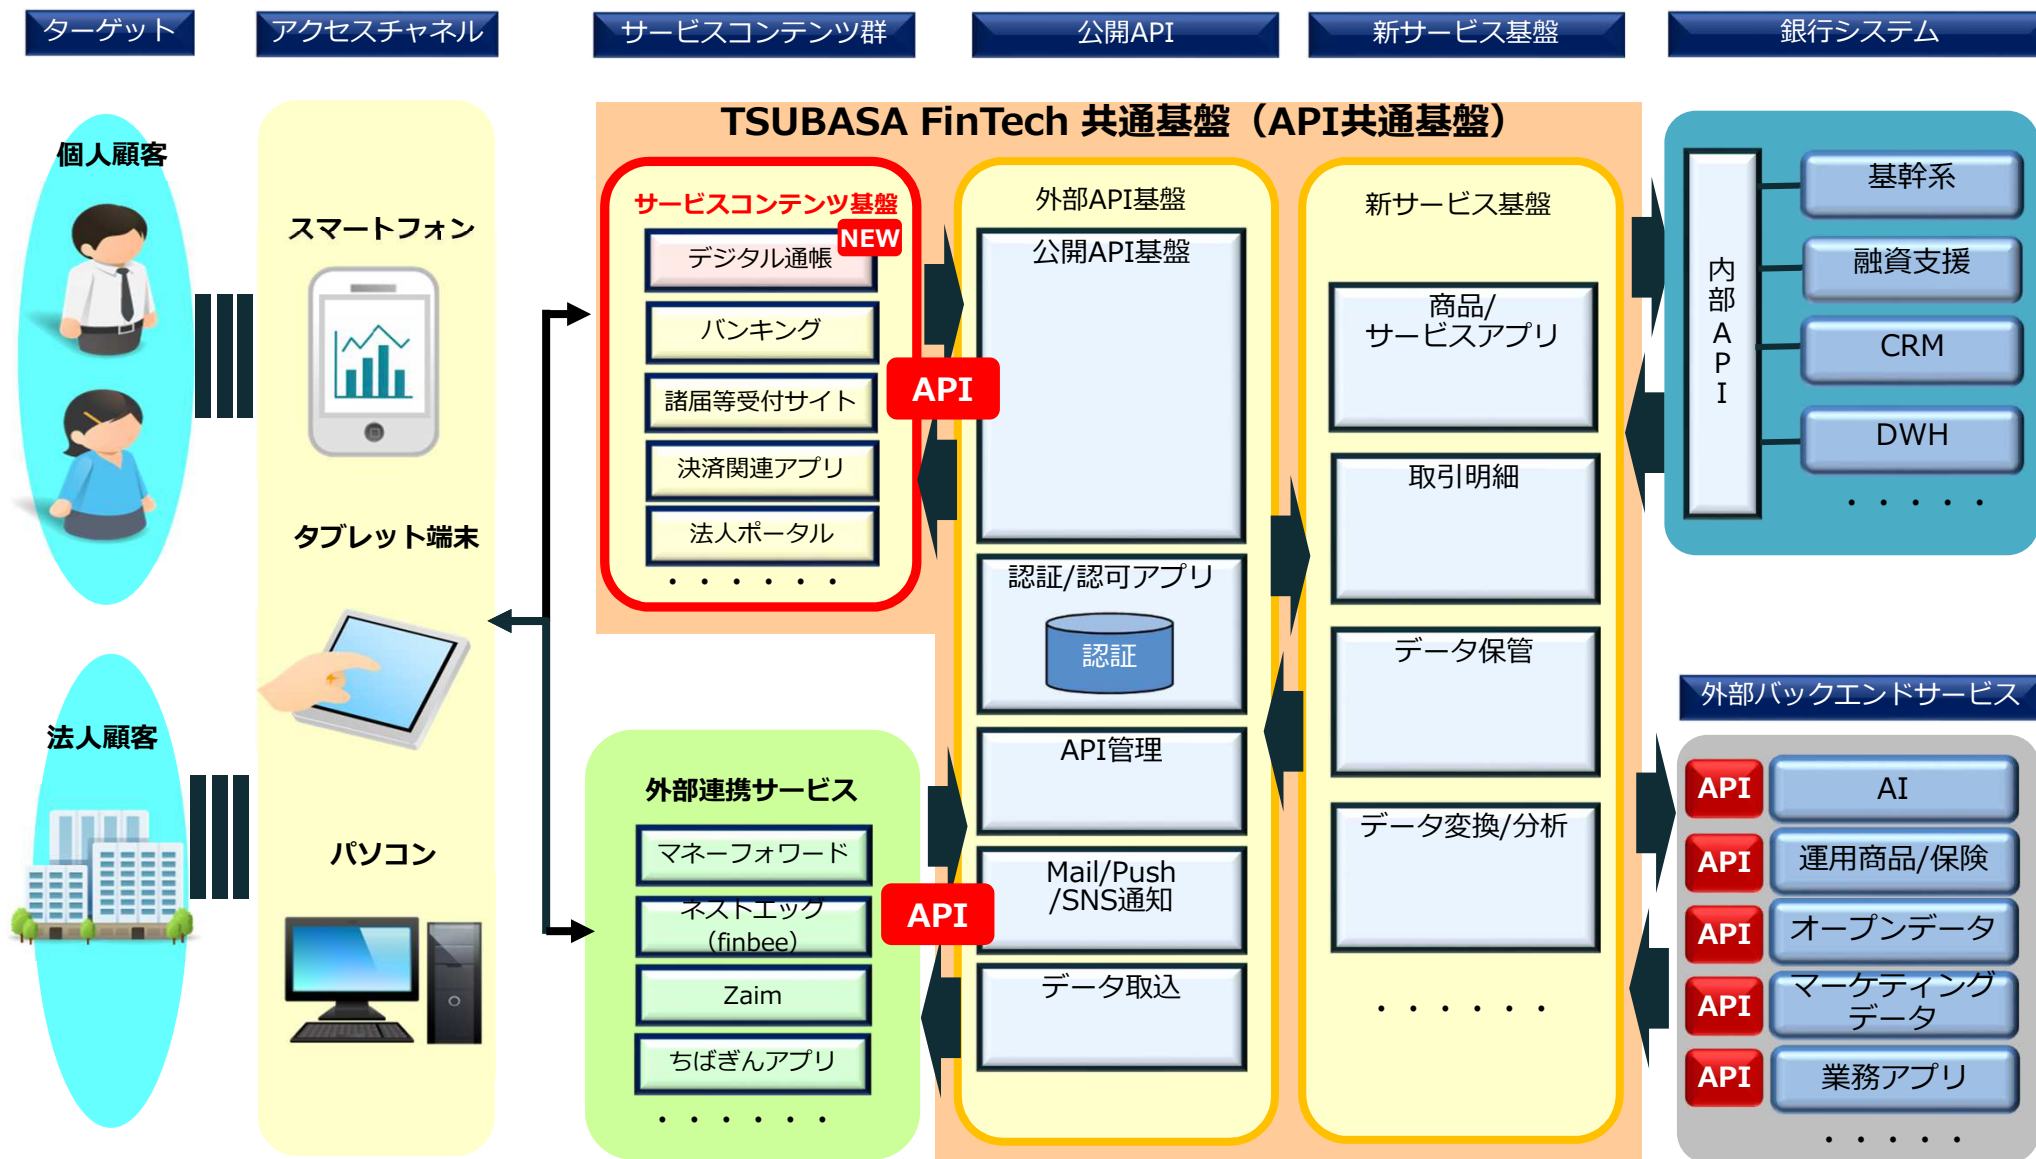 ターゲット
アクセスチャネル
サービスコンテンツ群
公開API
新サービス基盤
銀行システム
TSUBASA FinTech 共通基盤（API共通基盤）
個人顧客
法人顧客
スマートフォン
タブレット端末
パソコン
サービスコンテンツ基盤
NEW
デジタル通帳
バンキング
諸届等受付サイト
決済関連アプリ
法人ポータル
・・・・・・
API
外部連携サービス
マネーフォワード
ネストエッグ
（finbee）
Zaim
ちばぎんアプリ
・・・・・・
API
外部API基盤
公開API基盤
認証/認可アプリ
認証
API管理
Mail/Push
/SNS通知
データ取込
新サービス基盤
商品/
サービスアプリ
取引明細
データ保管
データ変換/分析
・・・・・・
内部API
基幹系
融資支援
CRM
DWH
・・・・・
外部バックエンドサービス
API
AI
API
運用商品/保険
API
オープンデータ
API
マーケティング
データ
API
業務アプリ
・・・・・